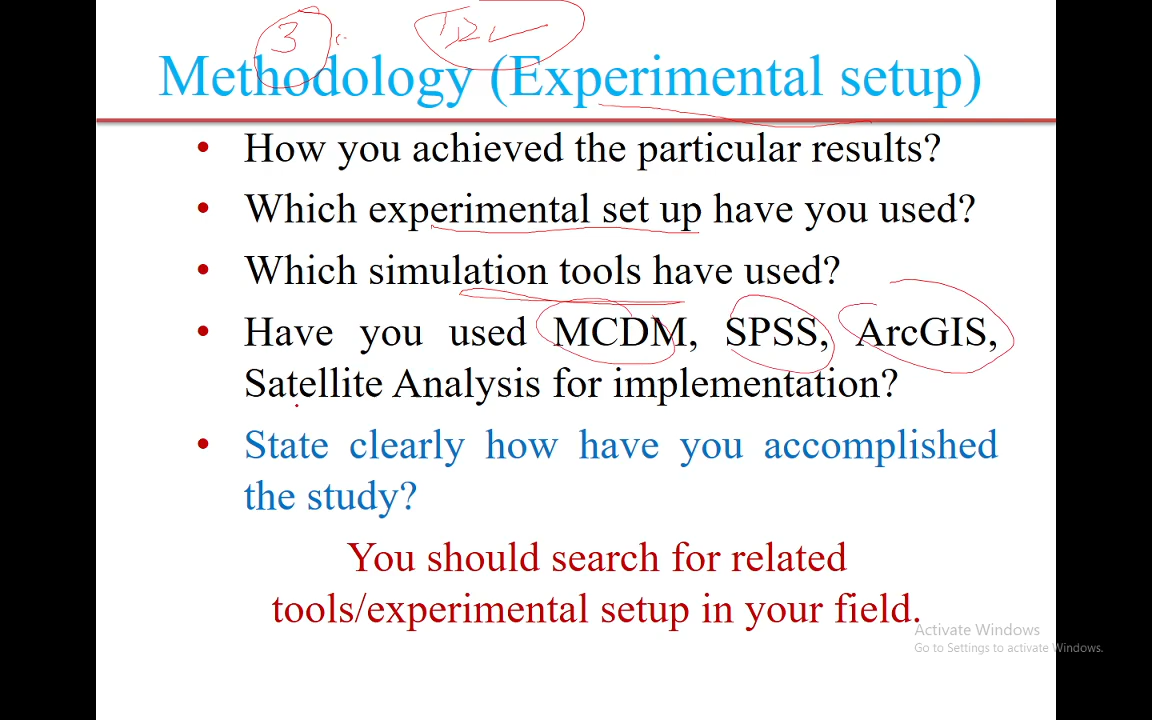 3
Methodology (Experimental setup)
• How you achieved the particular results?
• Which experimental set up have you used?
• Which simulation tools have used?
• Have you used MCDM, SPSS, ArcGIS,
Satellite Analysis for implementation?
• State clearly how have you accomplished
the study?
You should search for related
tools/experimental setup in your field.
Activate Windows
Go to Settings to activate Windows.